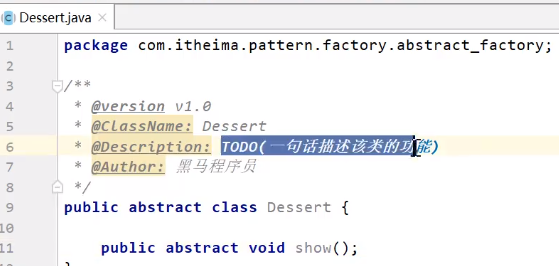 Dessert.java
1 package com.itheima.pattern.factory.abstract_factory;
2
3 /**
4 * @version v1.0
5 * @ClassName: Dessert
6 * @Description: TODO(一句话描述该类的功能)
7 * @Author: 黑马程序员
8 */
9 public abstract class Dessert {
10
11 public abstract void show();